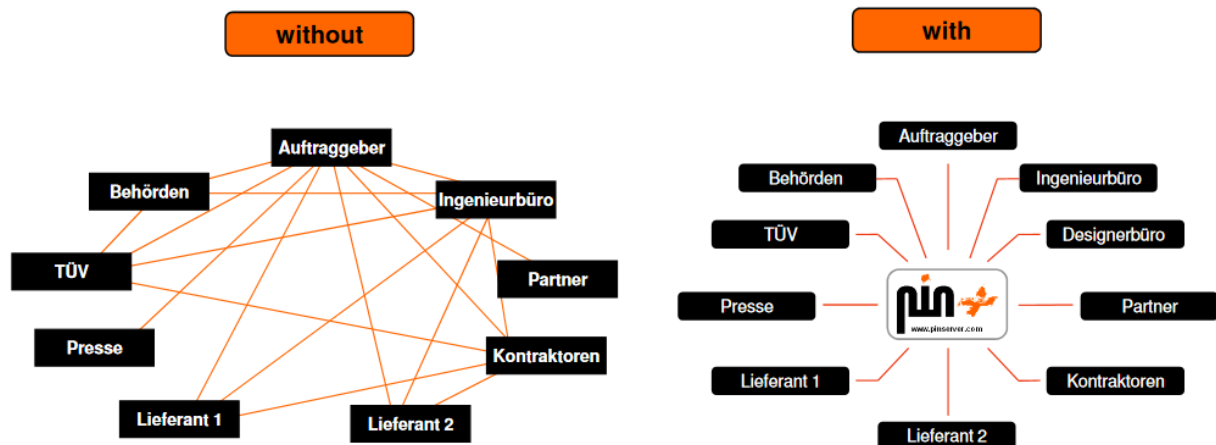 without
Auftraggeber
Behörden
Ingenieurbüro
TÜV
Partner
Presse
Kontraktoren
Lieferant 1
Lieferant 2
with
Auftraggeber
Behörden
Ingenieurbüro
TÜV
Designerbüro
pin
www.pinserver.com
Presse
Partner
Lieferant 1
Kontraktoren
Lieferant 2